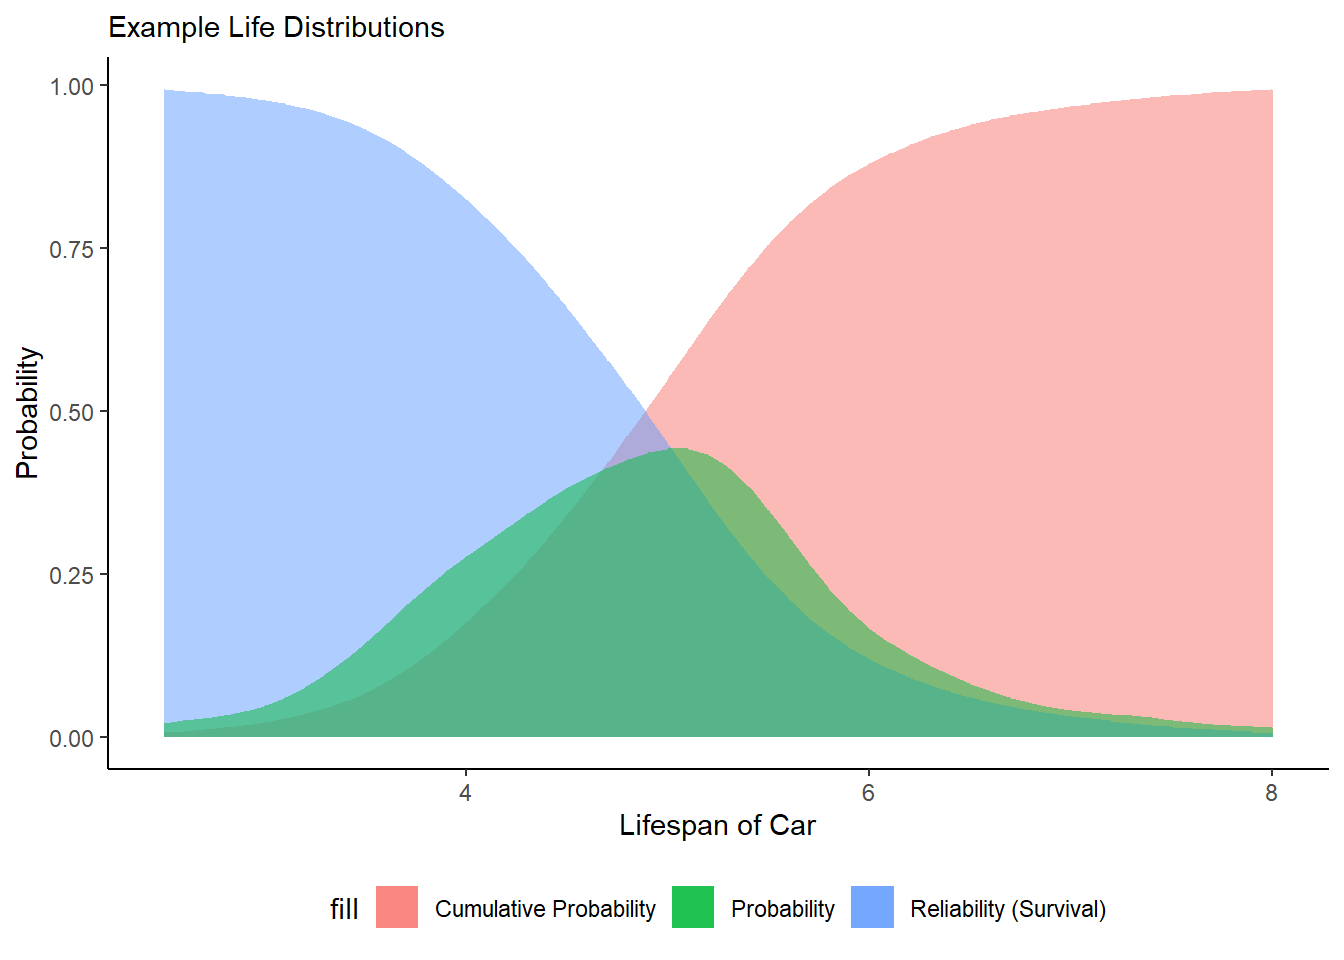 Example Life Distributions
1.00
0.75
0.50
0.25
0.00
Probability
4 6 8
Lifespan of Car
fill Cumulative Probability Probability Reliability (Survival)